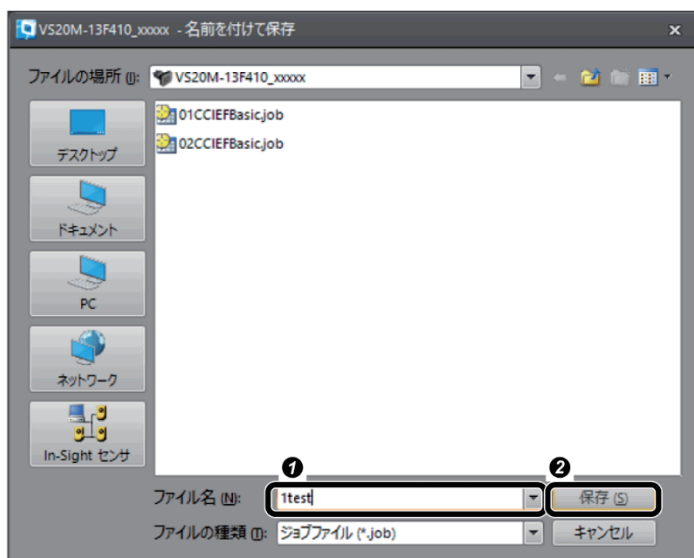 VS20M-13F410_xxxxx - 名前を付けて保存
ファイルの場所 (I): VS20M-13F410_xxxxx
01CCIEFBasic.job
02CCIEFBasic.job
デスクトップ
ドキュメント
PC
ネットワーク
In-Sight センサ
❶ ❷
ファイル名 (N): 1test 保存 (S)
ファイルの種類 (T): ジョブファイル (*.job) キャンセル